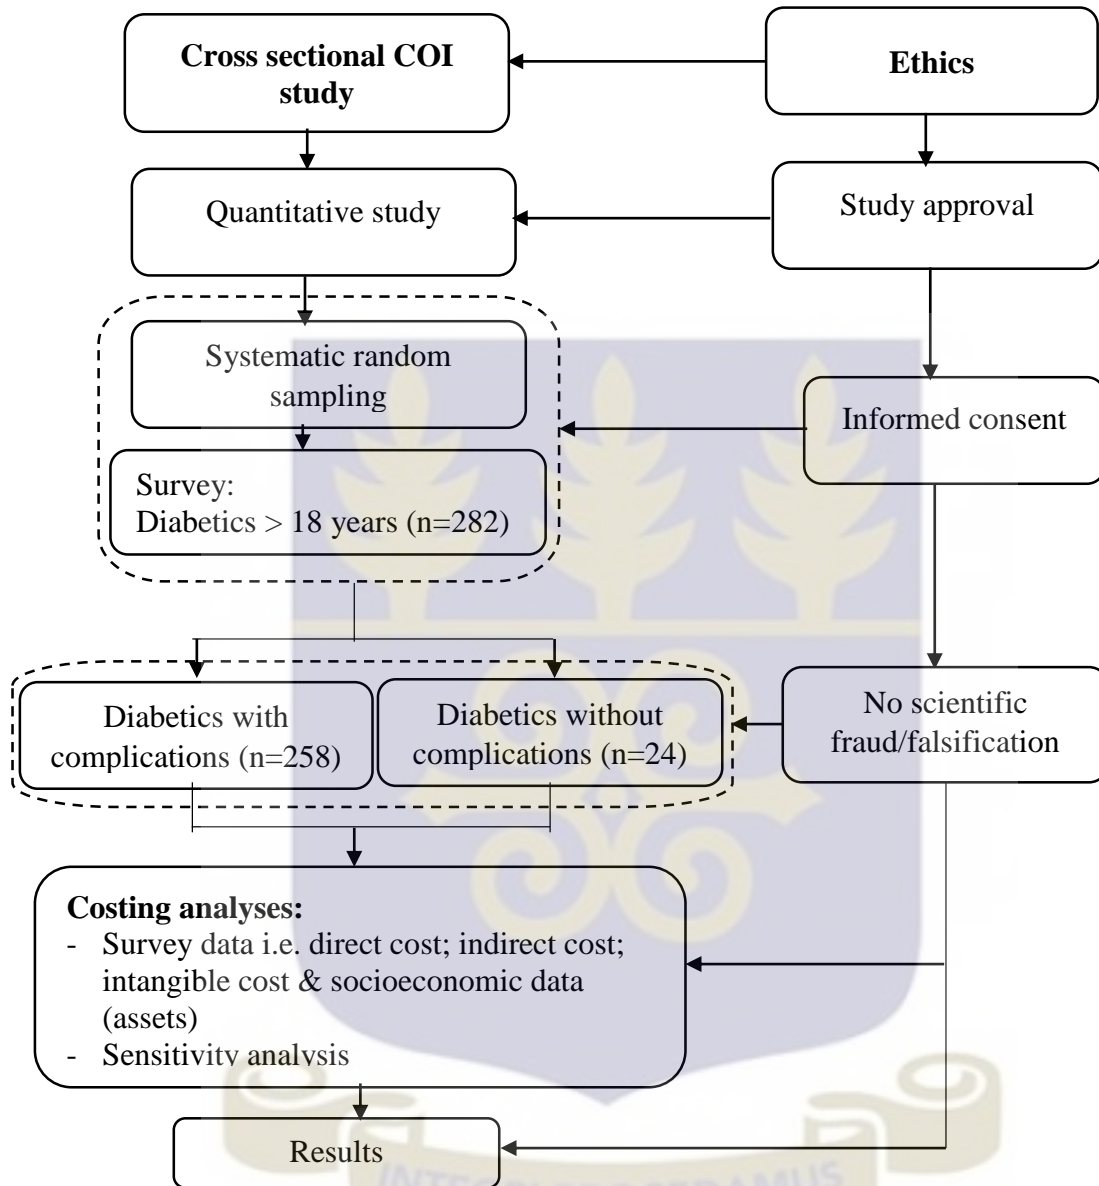 Cross sectional COI
study
Ethics
Quantitative study
Study approval
Systematic random
sampling
Informed consent
Survey:
Diabetics > 18 years (n=282)
Diabetics with
complications (n=258)
Diabetics without
complications (n=24)
No scientific
fraud/falsification
Costing analyses:
- Survey data i.e. direct cost; indirect cost;
intangible cost & socioeconomic data
(assets)
- Sensitivity analysis
Results